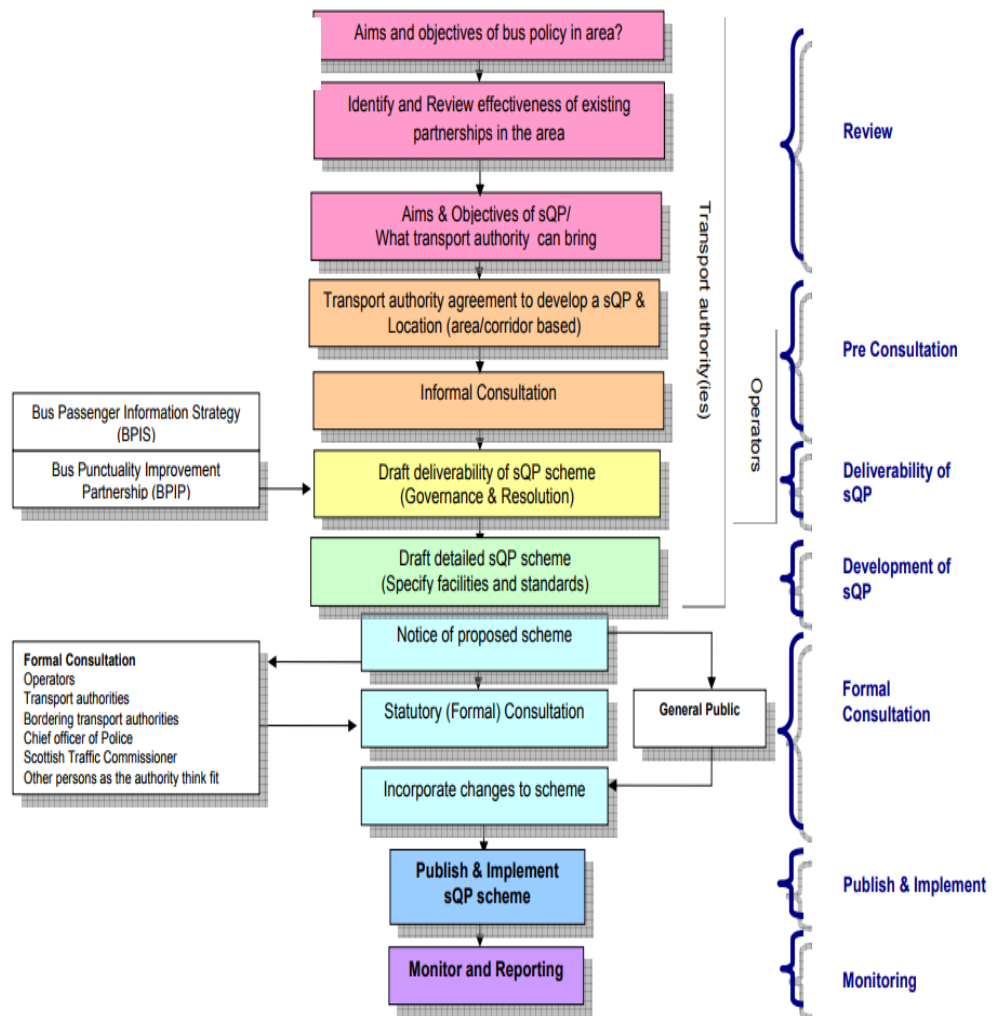 Aims and objectives of bus policy in area?
Identify and Review effectiveness of existing
partnerships in the area
Review
Aims & Objectives of sQP/
What transport authority can bring
Transport authority(ies)
Transport authority agreement to develop a sQP &
Location (area/corridor based)
Pre Consultation
Informal Consultation
Operators
Bus Passenger Information Strategy
(BPIS)
Bus Punctuality Improvement
Partnership (BPIP)
Draft deliverability of sQP scheme
(Governance & Resolution)
Deliverability of
sQP
Draft detailed sQP scheme
(Specify facilities and standards)
Development of
sQP
Notice of proposed scheme
Formal Consultation
Operators
Transport authorities
Bordering transport authorities
Chief officer of Police
Scottish Traffic Commissioner
Other persons as the authority think fit
Statutory (Formal) Consultation
General Public
Formal
Consultation
Incorporate changes to scheme
Publish & Implement
sQP scheme
Publish & Implement
Monitor and Reporting
Monitoring